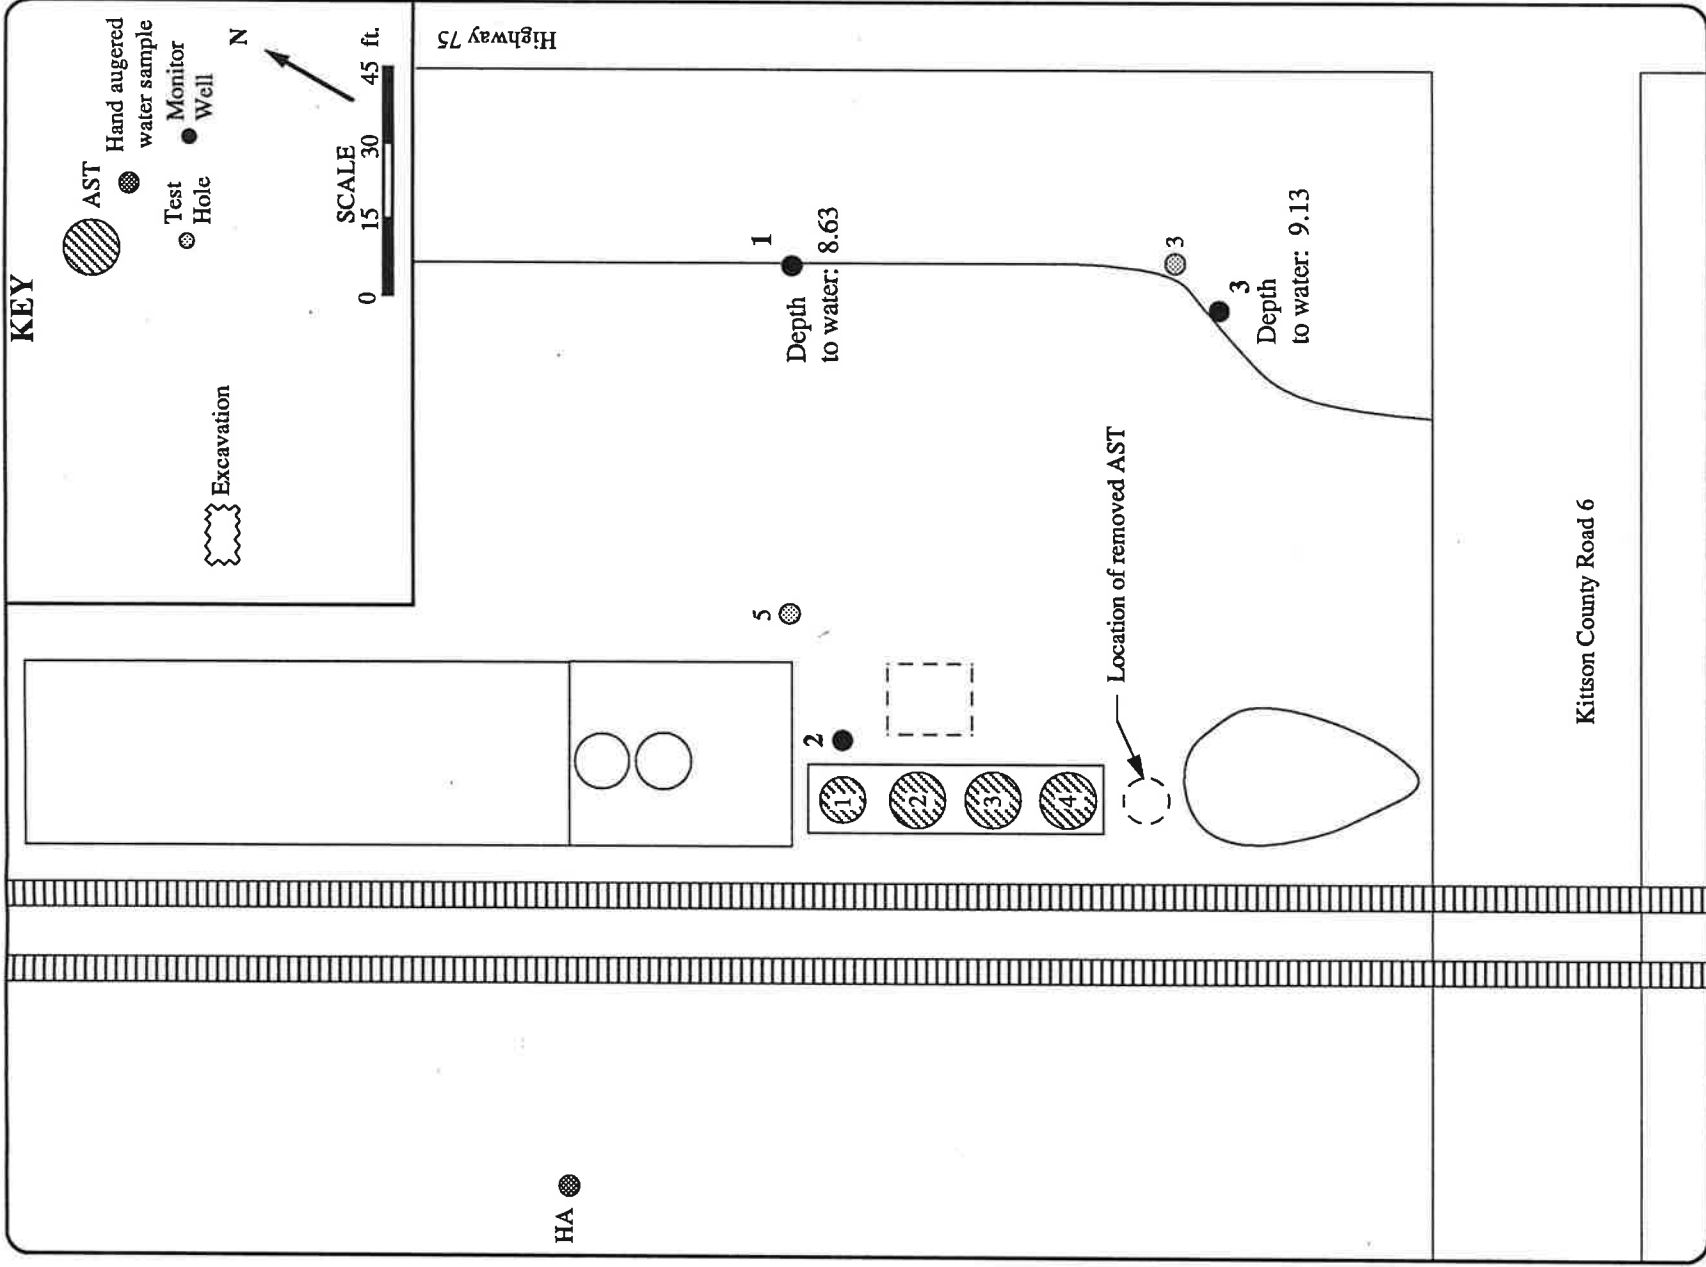 KEY
AST
Hand augered
water sample
Test
Hole
Monitor
Well
Excavation
N
SCALE
0 15 30 45 ft.
Highway 75
1
Depth
to water: 8.63
3
3
Depth
to water: 9.13
5
2
1
2
3
4
Location of removed AST
HA
Kittson County Road 6